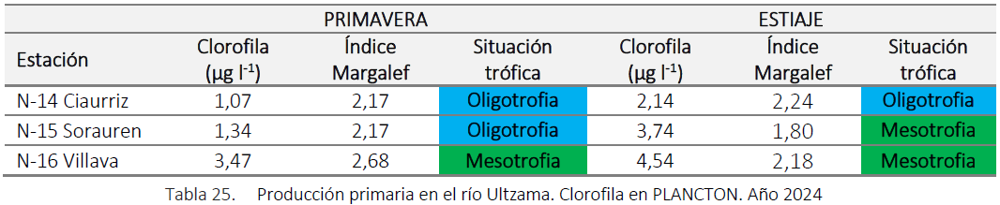 PRIMAVERA ESTIAJE
Estación Clorofila (µg l-1) Índice Margalef Situación trófica Clorofila (µg l-1) Índice Margalef Situación trófica
N-14 Ciaurriz 1,07 2,17 Oligotrofia 2,14 2,24 Oligotrofia
N-15 Sorauren 1,34 2,17 Oligotrofia 3,74 1,80 Mesotrofia
N-16 Villava 3,47 2,68 Mesotrofia 4,54 2,18 Mesotrofia
Tabla 25. Producción primaria en el río Ultzama. Clorofila en PLANCTON. Año 2024